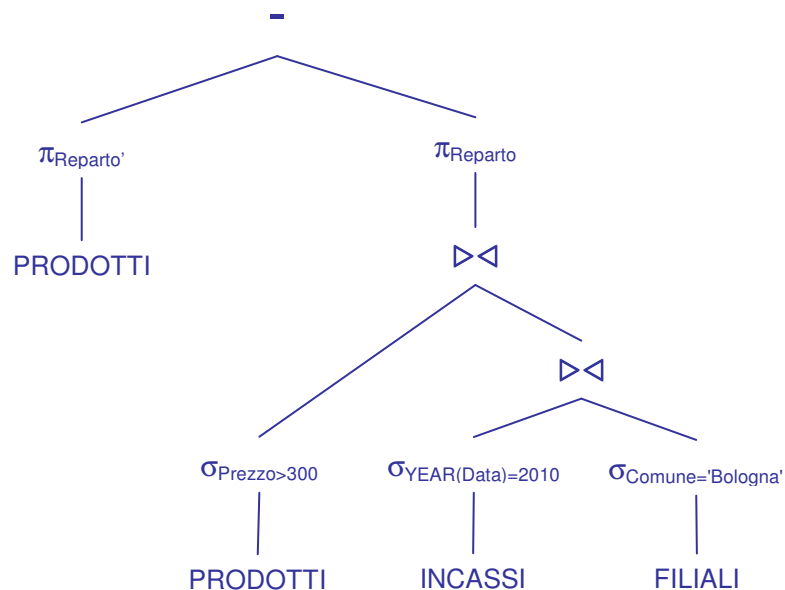 -
πReparto' πReparto
PRODOTTI
⋈
⋈
σPrezzo>300 σYEAR(Data)=2010 σComune='Bologna'
PRODOTTI INCASSI FILIALI